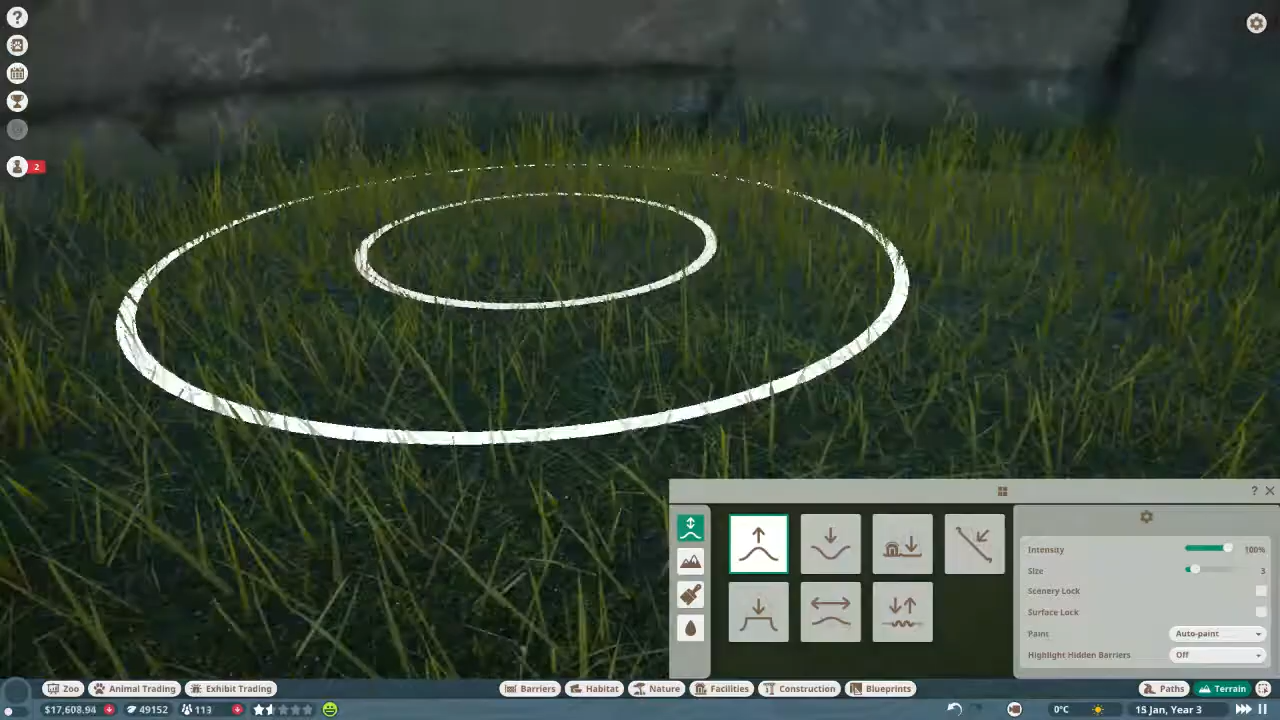 ?
2
? ×
Intensity 100%
Size 3
Scenery Lock
Surface Lock
Paint Auto-paint
Highlight Hidden Barriers Off
Zoo Animal Trading Exhibit Trading Barriers Habitat Nature Facilities Construction Blueprints Paths Terrain
$17,608.94 49152 113 0°C 15 Jan, Year 3